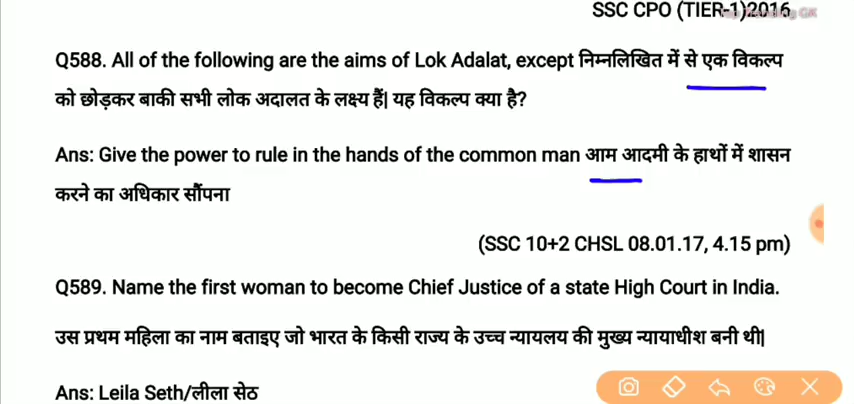 SSC CPO (TIER-1)2016
Q588. All of the following are the aims of Lok Adalat, except निम्नलिखित में से एक विकल्प
को छोड़कर बाकी सभी लोक अदालत के लक्ष्य हैं| यह विकल्प क्या है?
Ans: Give the power to rule in the hands of the common man आम आदमी के हाथों में शासन
करने का अधिकार सौंपना
(SSC 10+2 CHSL 08.01.17, 4.15 pm)
Q589. Name the first woman to become Chief Justice of a state High Court in India.
उस प्रथम महिला का नाम बताइए जो भारत के किसी राज्य के उच्च न्यायलय की मुख्य न्यायाधीश बनी थी|
Ans: Leila Seth/लीला सेठ